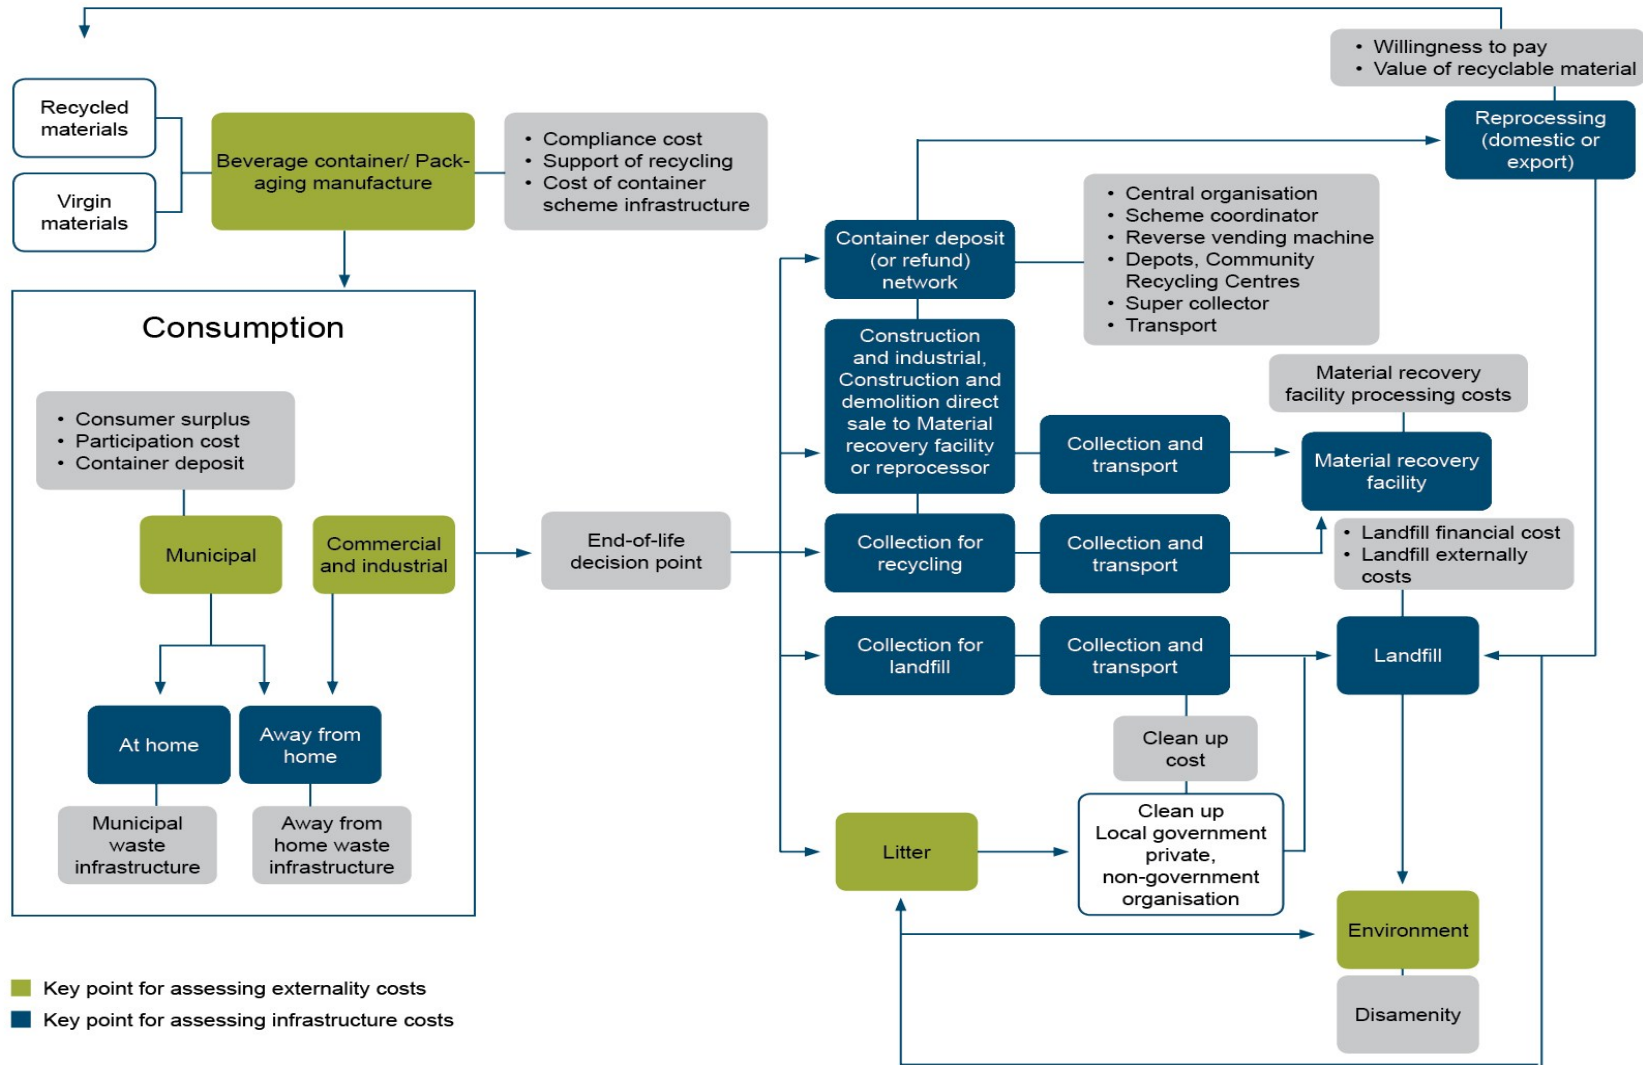 • Willingness to pay
• Value of recyclable material
Recycled
materials
Virgin
materials
Beverage container/ Pack-
aging manufacture
• Compliance cost
• Support of recycling
• Cost of container
scheme infrastructure
Reprocessing
(domestic or
export)
Consumption
• Consumer surplus
• Participation cost
• Container deposit
Municipal
Commercial
and industrial
At home
Away from
home
Municipal
waste
infrastructure
Away from
home waste
infrastructure
End-of-life
decision point
Container deposit
(or refund)
network
• Central organisation
• Scheme coordinator
• Reverse vending machine
• Depots, Community
Recycling Centres
• Super collector
• Transport
Construction
and industrial,
Construction and
demolition direct
sale to Material
recovery facility
or reprocessor
Collection and
transport
Material recovery
facility processing costs
Material recovery
facility
Collection for
recycling
Collection and
transport
• Landfill financial cost
• Landfill externally
costs
Collection for
landfill
Collection and
transport
Landfill
Clean up
cost
Litter
Clean up
Local government
private,
non-government
organisation
Environment
Disamenity
Key point for assessing externality costs
Key point for assessing infrastructure costs